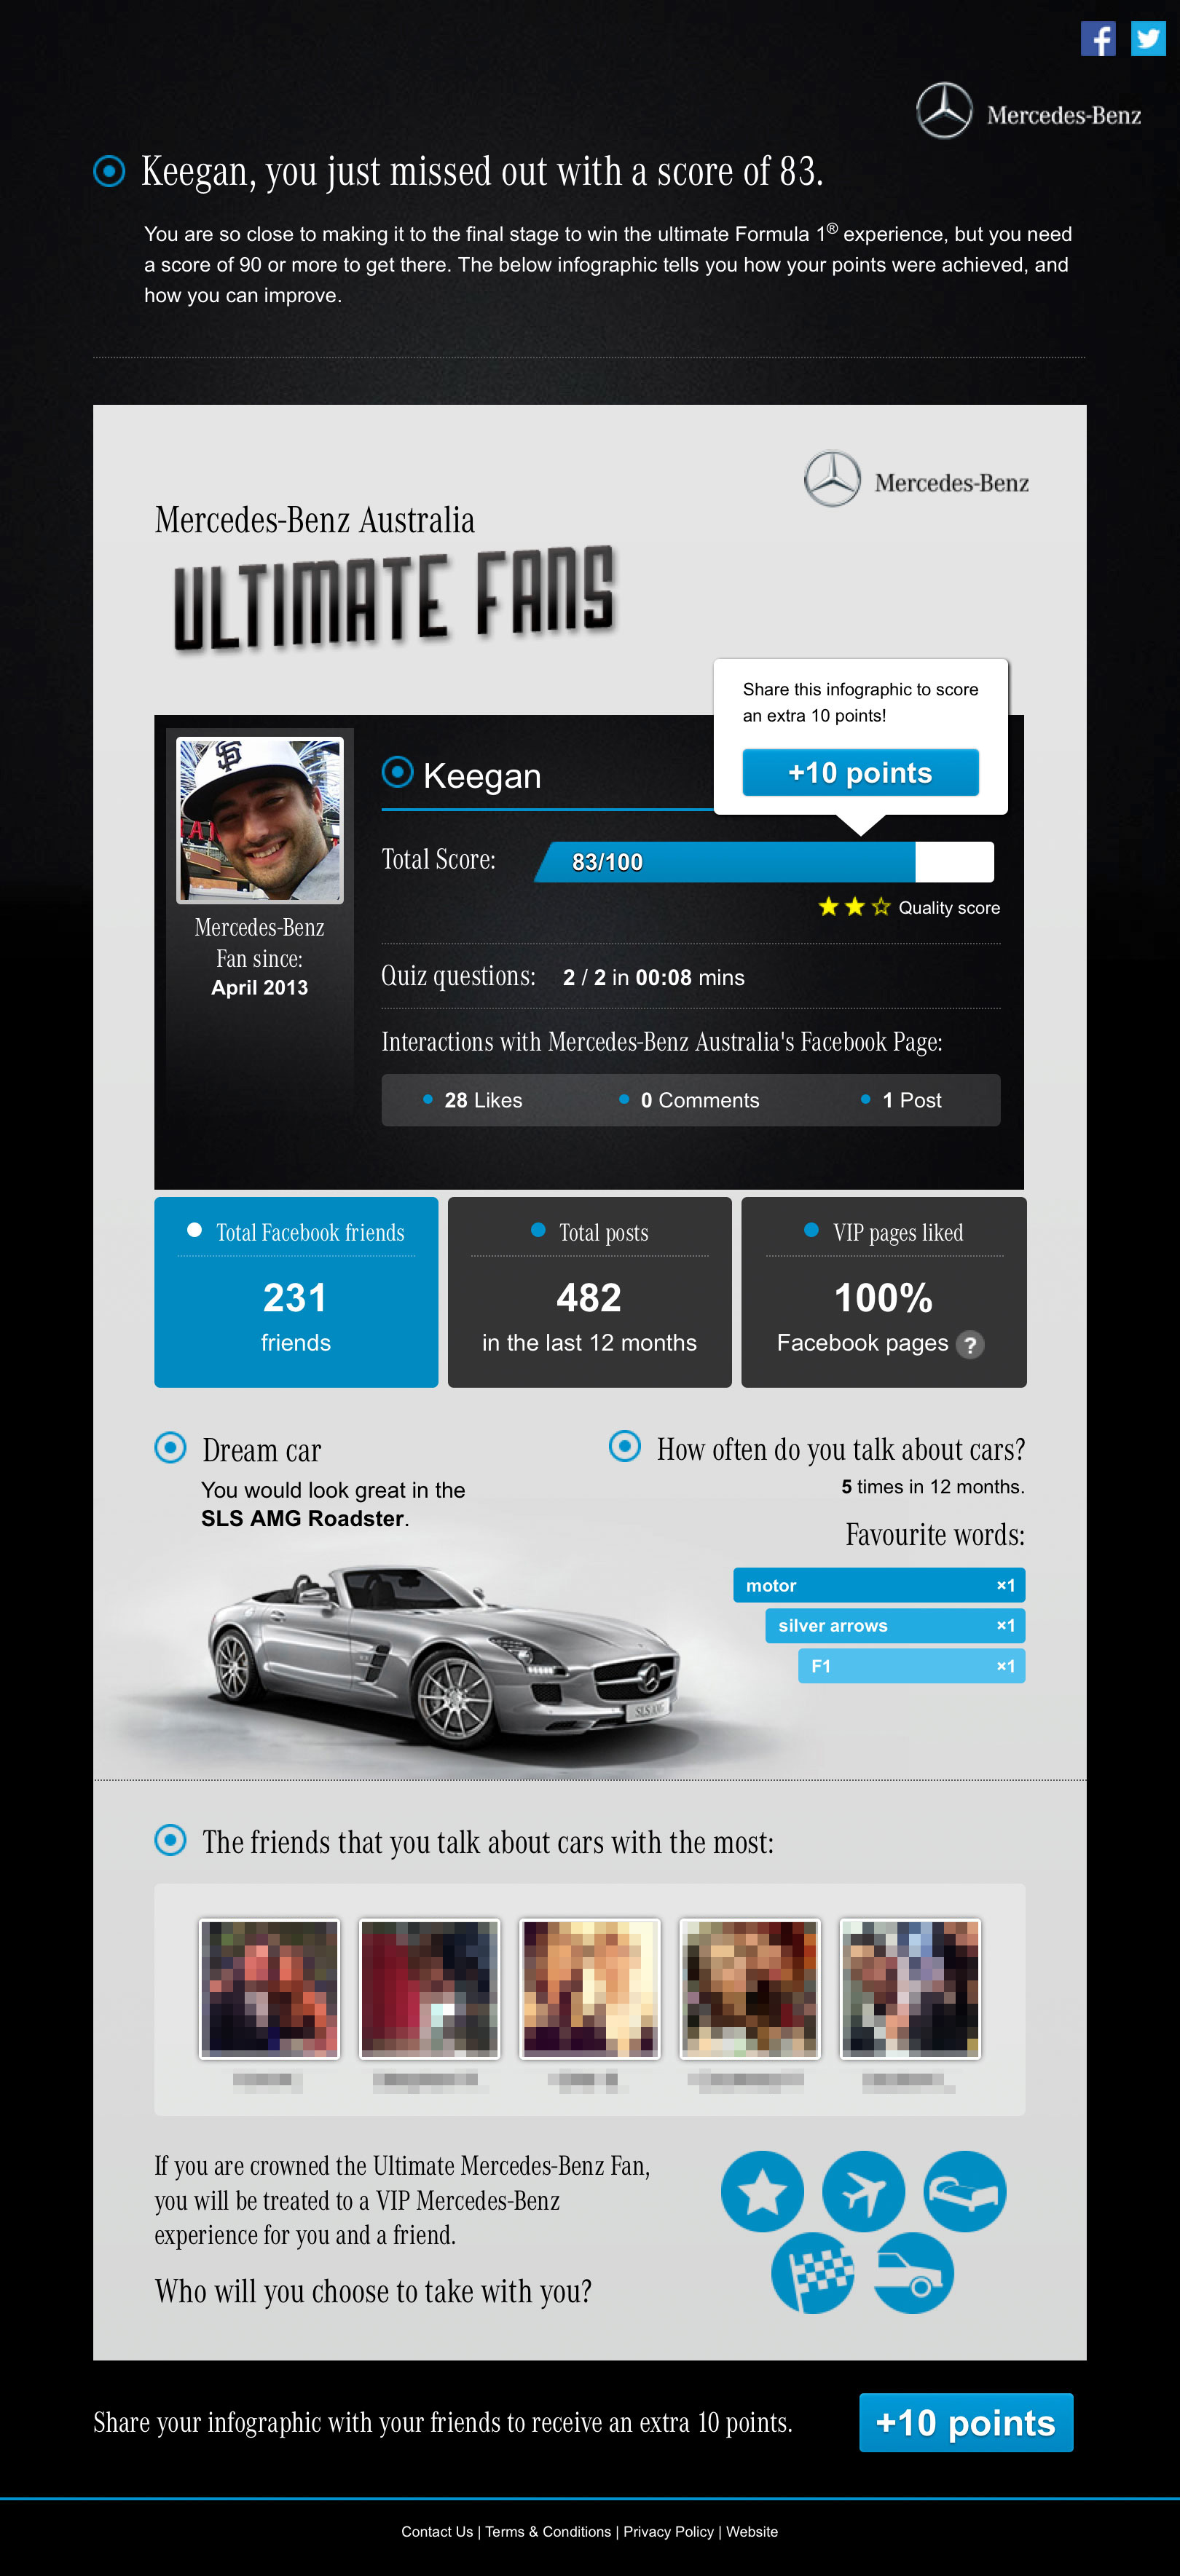 f
Mercedes-Benz
Keegan, you just missed out with a score of 83.
You are so close to making it to the final stage to win the ultimate Formula 1® experience, but you need
a score of 90 or more to get there. The below infographic tells you how your points were achieved, and
how you can improve.
Mercedes-Benz
Mercedes-Benz Australia
ULTIMATE FANS
Share this infographic to score
an extra 10 points!
+10 points
SF
Keegan
Total Score:
83/100
Quality score
Mercedes-Benz
Fan since:
April 2013
Quiz questions: 2 / 2 in 00:08 mins
Interactions with Mercedes-Benz Australia's Facebook Page:
28 Likes
0 Comments
1 Post
Total Facebook friends
231
friends
Total posts
482
in the last 12 months
VIP pages liked
100%
Facebook pages ?
Dream car
You would look great in the
SLS AMG Roadster.
SLS AMG
How often do you talk about cars?
5 times in 12 months.
Favourite words:
motor ×1
silver arrows ×1
F1 ×1
The friends that you talk about cars with the most:
If you are crowned the Ultimate Mercedes-Benz Fan,
you will be treated to a VIP Mercedes-Benz
experience for you and a friend.
Who will you choose to take with you?
Share your infographic with your friends to receive an extra 10 points.
+10 points
Contact Us | Terms & Conditions | Privacy Policy | Website